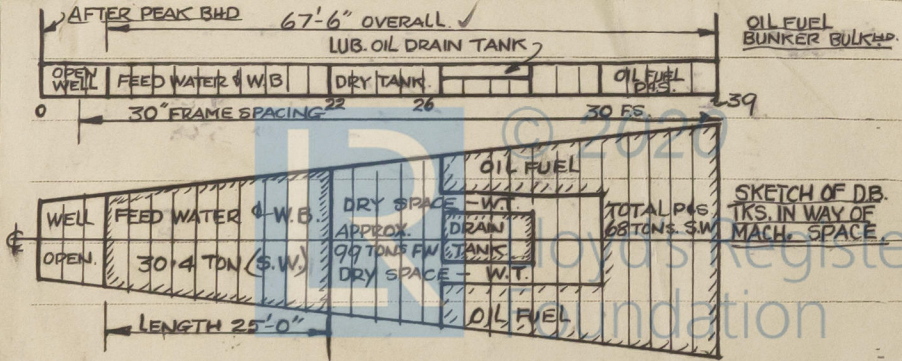 AFTER PEAK BHD
67'-6" OVERALL ✓
OIL FUEL
BUNKER BULKHD.
LUB. OIL DRAIN TANK
OPEN
WELL
FEED WATER & W.B
DRY TANK.
OIL FUEL
P.&S.
0
22
26
39
30" FRAME SPACING
30 FS.
© 2020
OIL FUEL
WELL
OPEN.
FEED WATER & W.B.
30.4 TON (S.W.)
DRY SPACE - W.T.
APPROX.
99 TONS FW
DRY SPACE - W.T.
DRAIN
TANK
TOTAL P&S.
68 TONS. S.W
SKETCH OF D.B.
TKS. IN WAY OF
MACH. SPACE
OIL FUEL
LENGTH 25'-0"
LR
Lloyd's Register
Foundation